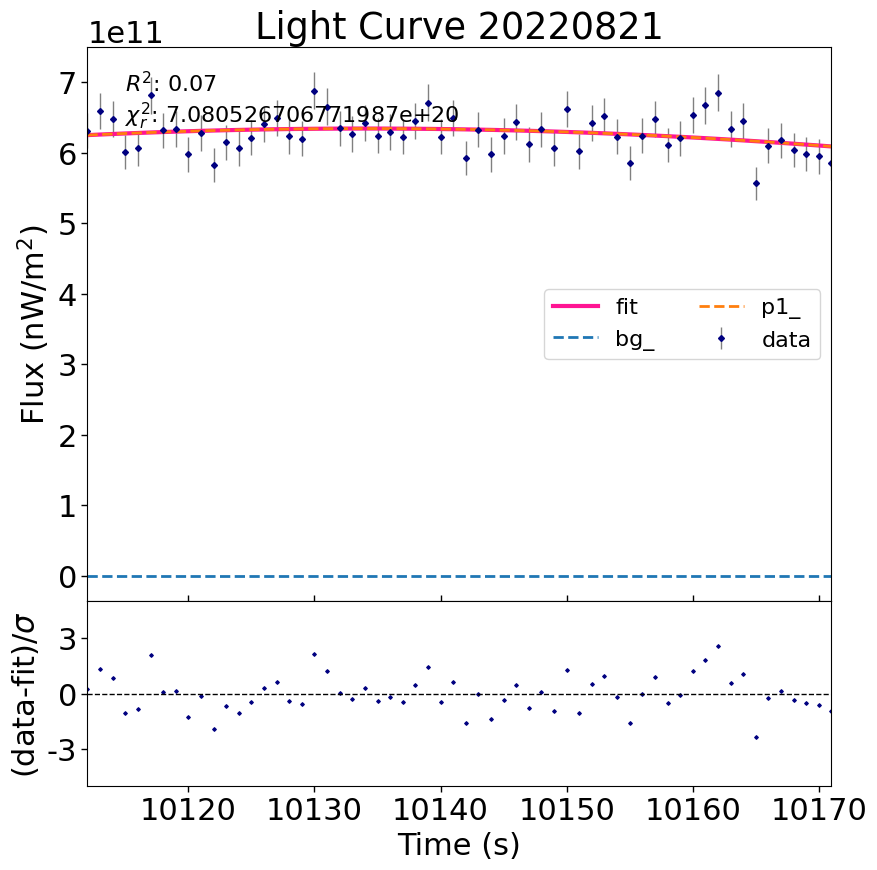 Light Curve 20220821
1e11
R²: 0.07
χ²ᵣ: 7.080526706771987e+20
7
6
5
4
3
2
1
0
Flux (nW/m²)
fit
bg_
p1_
data
3
0
-3
(data-fit)/σ
10120 10130 10140 10150 10160 10170
Time (s)